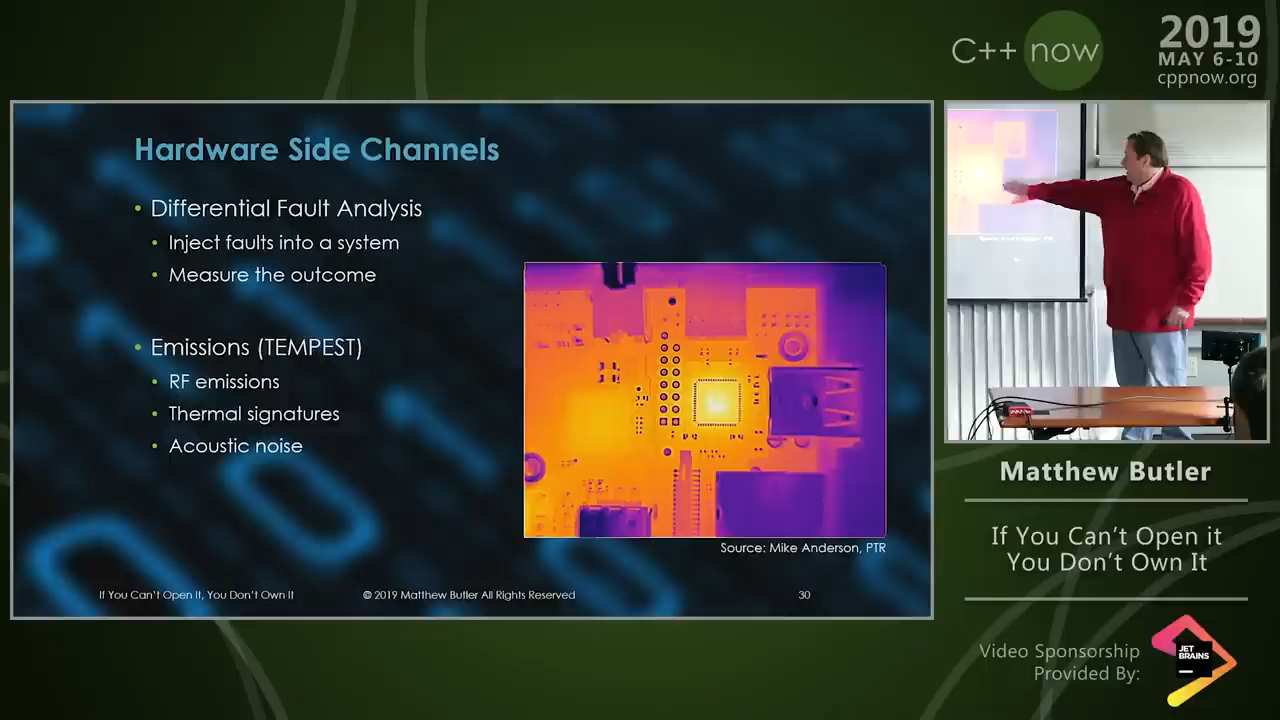 C++ now
2019
MAY 6-10
cppnow.org
Hardware Side Channels
• Differential Fault Analysis
• Inject faults into a system
• Measure the outcome
• Emissions (TEMPEST)
• RF emissions
• Thermal signatures
• Acoustic noise
Source: Mike Anderson, PTR
If You Can't Open It, You Don't Own It
© 2019 Matthew Butler All Rights Reserved
30
Matthew Butler
If You Can't Open it
You Don't Own It
Video Sponsorship
Provided By:
JET
BRAINS